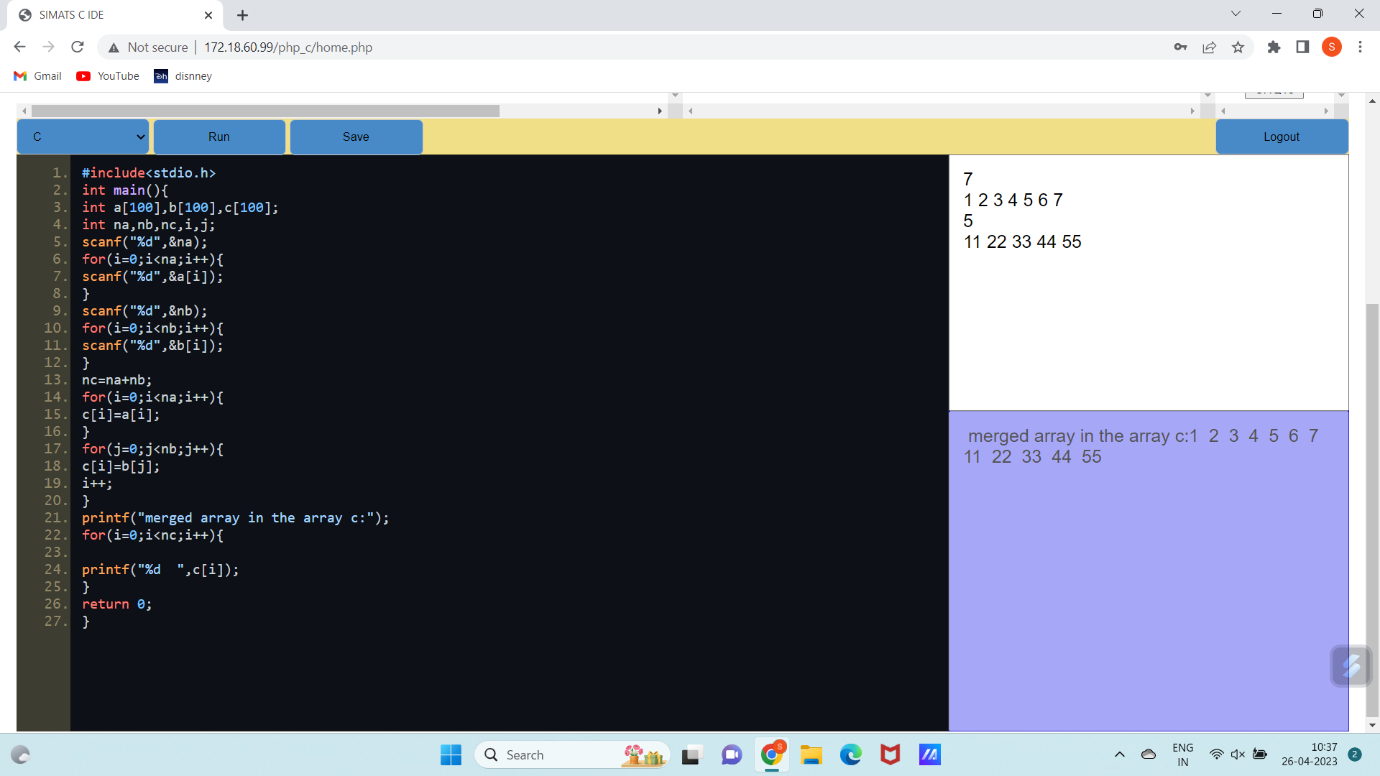 SIMATS C IDE
Not secure | 172.18.60.99/php_c/home.php
S
Gmail YouTube disnney
C Run Save Logout
1. #include<stdio.h>
2. int main(){
3. int a[100],b[100],c[100];
4. int na,nb,nc,i,j;
5. scanf("%d",&na);
6. for(i=0;i<na;i++){
7. scanf("%d",&a[i]);
8. }
9. scanf("%d",&nb);
10. for(i=0;i<nb;i++){
11. scanf("%d",&b[i]);
12. }
13. nc=na+nb;
14. for(i=0;i<na;i++){
15. c[i]=a[i];
16. }
17. for(j=0;j<nb;j++){
18. c[i]=b[j];
19. i++;
20. }
21. printf("merged array in the array c:");
22. for(i=0;i<nc;i++){
23.
24. printf("%d  ",c[i]);
25. }
26. return 0;
27. }
7
1 2 3 4 5 6 7
5
11 22 33 44 55
merged array in the array c:1 2 3 4 5 6 7
11 22 33 44 55
Search
S
ENG
IN
10:37
26-04-2023
2